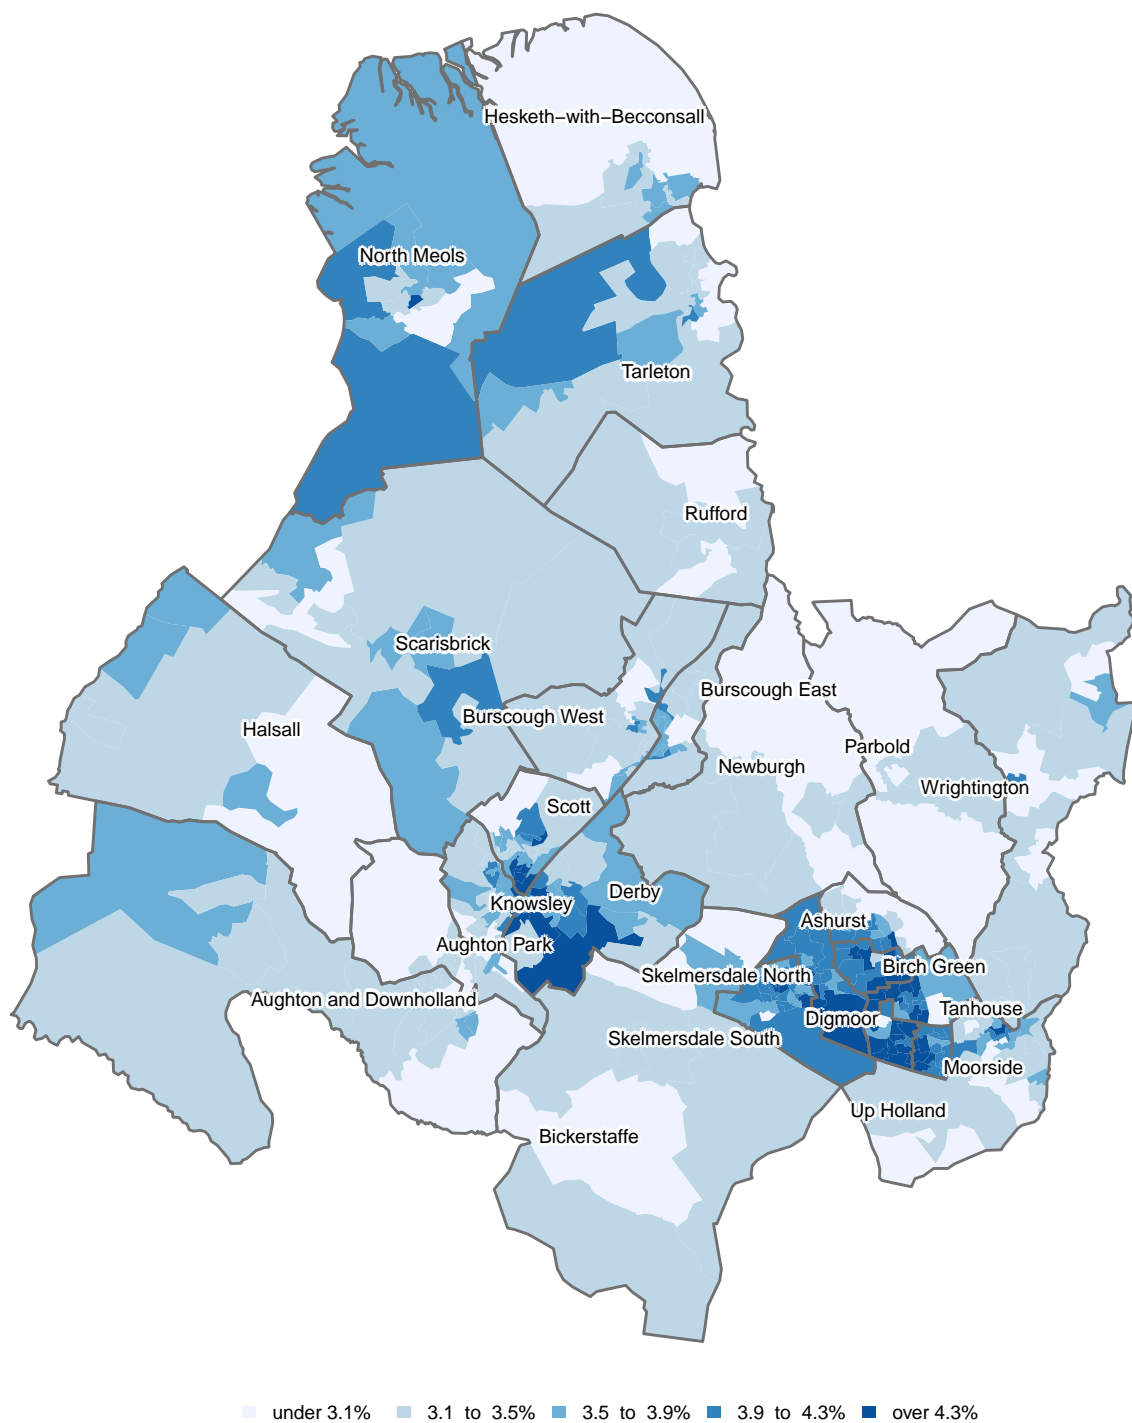 Hesketh−with−Becconsall
North Meols
Tarleton
Rufford
Scarisbrick
Burscough East
Burscough West
Halsall
Parbold
Newburgh
Wrightington
Scott
Derby
Knowsley
Ashurst
Aughton Park
Birch Green
Skelmersdale North
Aughton and Downholland
Tanhouse
Digmoor
Skelmersdale South
Moorside
Up Holland
Bickerstaffe
under 3.1% 3.1 to 3.5% 3.5 to 3.9% 3.9 to 4.3% over 4.3%